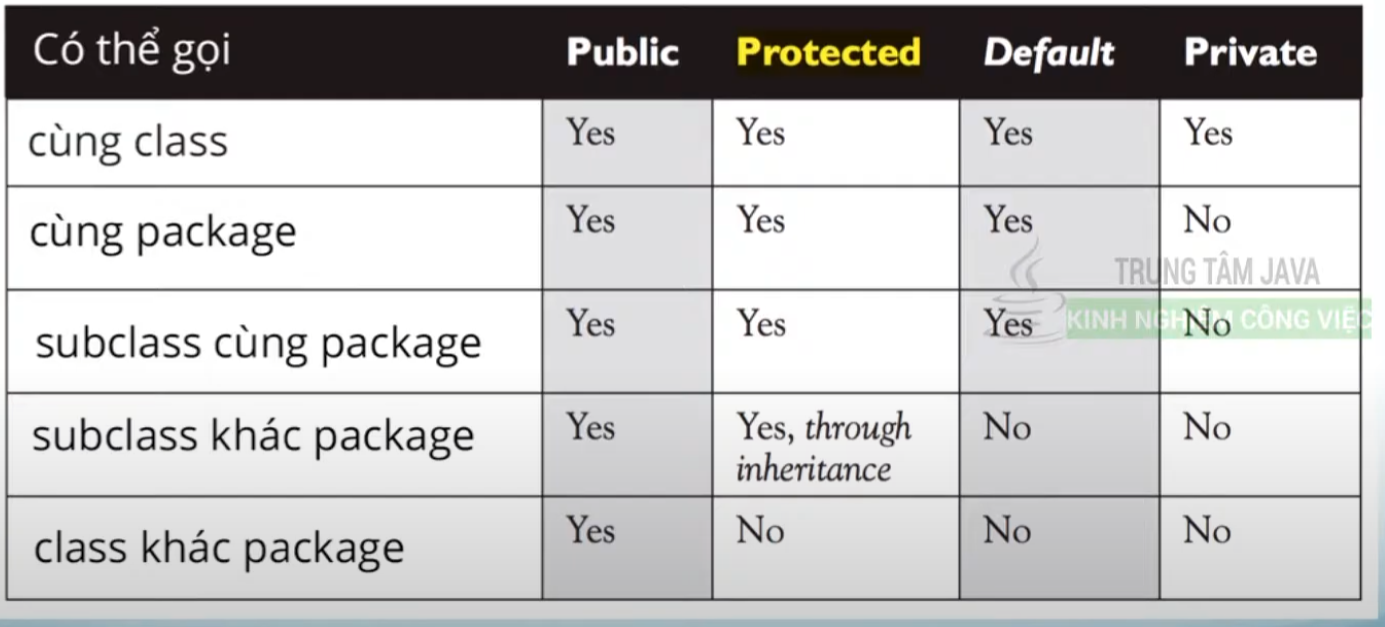 Có thể gọi Public Protected Default Private
cùng class Yes Yes Yes Yes
cùng package Yes Yes Yes No
TRUNG TÂM JAVA
subclass cùng package Yes Yes Yes No
KINH NGHIỆM CÔNG VIỆC
subclass khác package Yes Yes, through No No
inheritance
class khác package Yes No No No